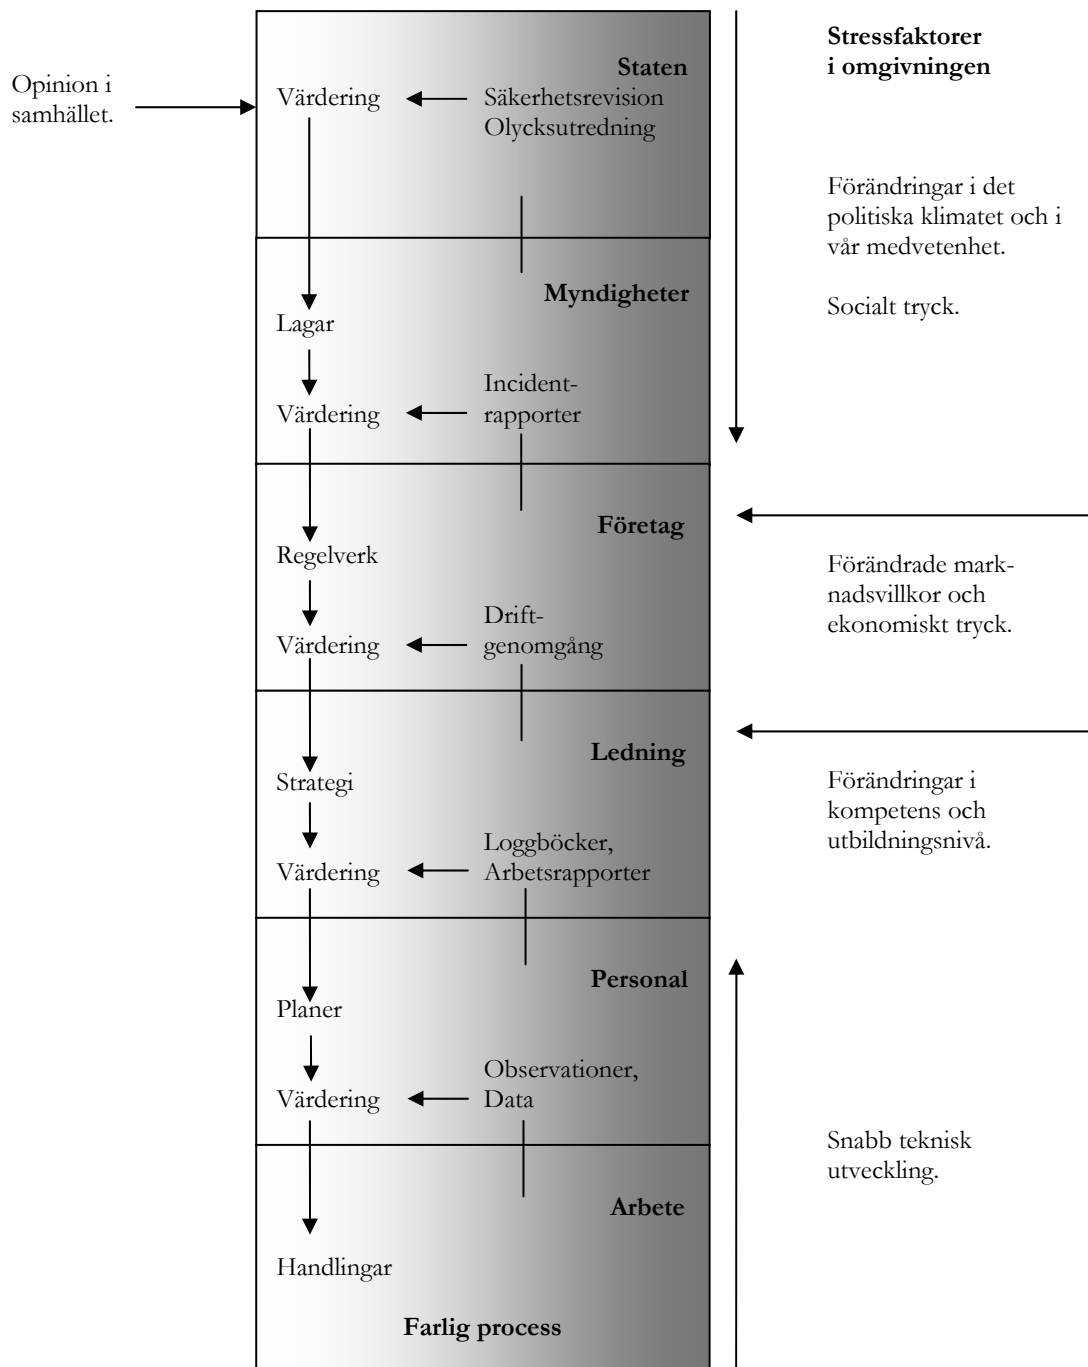 Stressfaktorer
i omgivningen
Opinion i
samhället.
Staten
Värdering
Säkerhetsrevision
Olycksutredning
Förändringar i det
politiska klimatet och i
vår medvetenhet.
Socialt tryck.
Myndigheter
Lagar
Värdering
Incident-
rapporter
Företag
Regelverk
Värdering
Drift-
genomgång
Förändrade mark-
nadsvillkor och
ekonomiskt tryck.
Ledning
Strategi
Värdering
Loggböcker,
Arbetsrapporter
Förändringar i
kompetens och
utbildningsnivå.
Personal
Planer
Värdering
Observationer,
Data
Snabb teknisk
utveckling.
Arbete
Handlingar
Farlig process